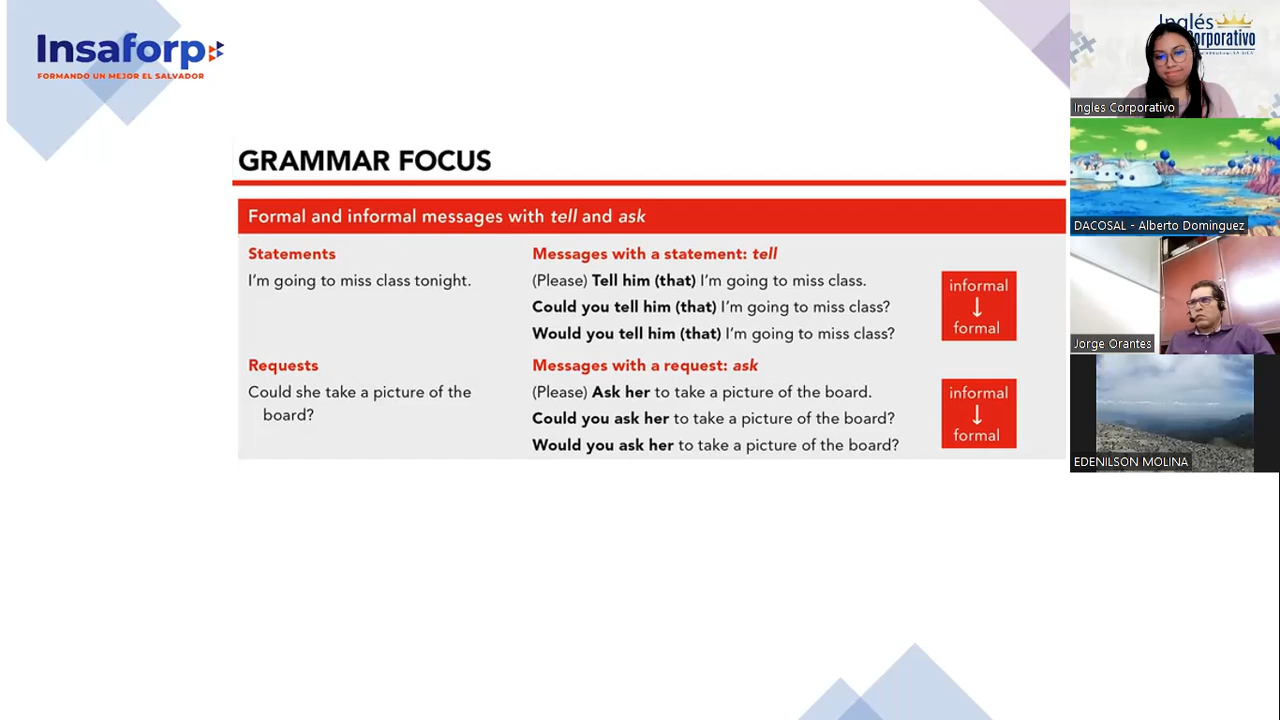 Insaforp
FORMANDO UN MEJOR EL SALVADOR
GRAMMAR FOCUS
Formal and informal messages with tell and ask
Statements
I'm going to miss class tonight.
Messages with a statement: tell
(Please) Tell him (that) I'm going to miss class.
Could you tell him (that) I'm going to miss class?
Would you tell him (that) I'm going to miss class?
informal
↓
formal
Requests
Could she take a picture of the
board?
Messages with a request: ask
(Please) Ask her to take a picture of the board.
Could you ask her to take a picture of the board?
Would you ask her to take a picture of the board?
informal
↓
formal
Inglés
Corporativo
Ingles Corporativo
DACOSAL - Alberto Dominguez
Jorge Orantes
EDENILSON MOLINA